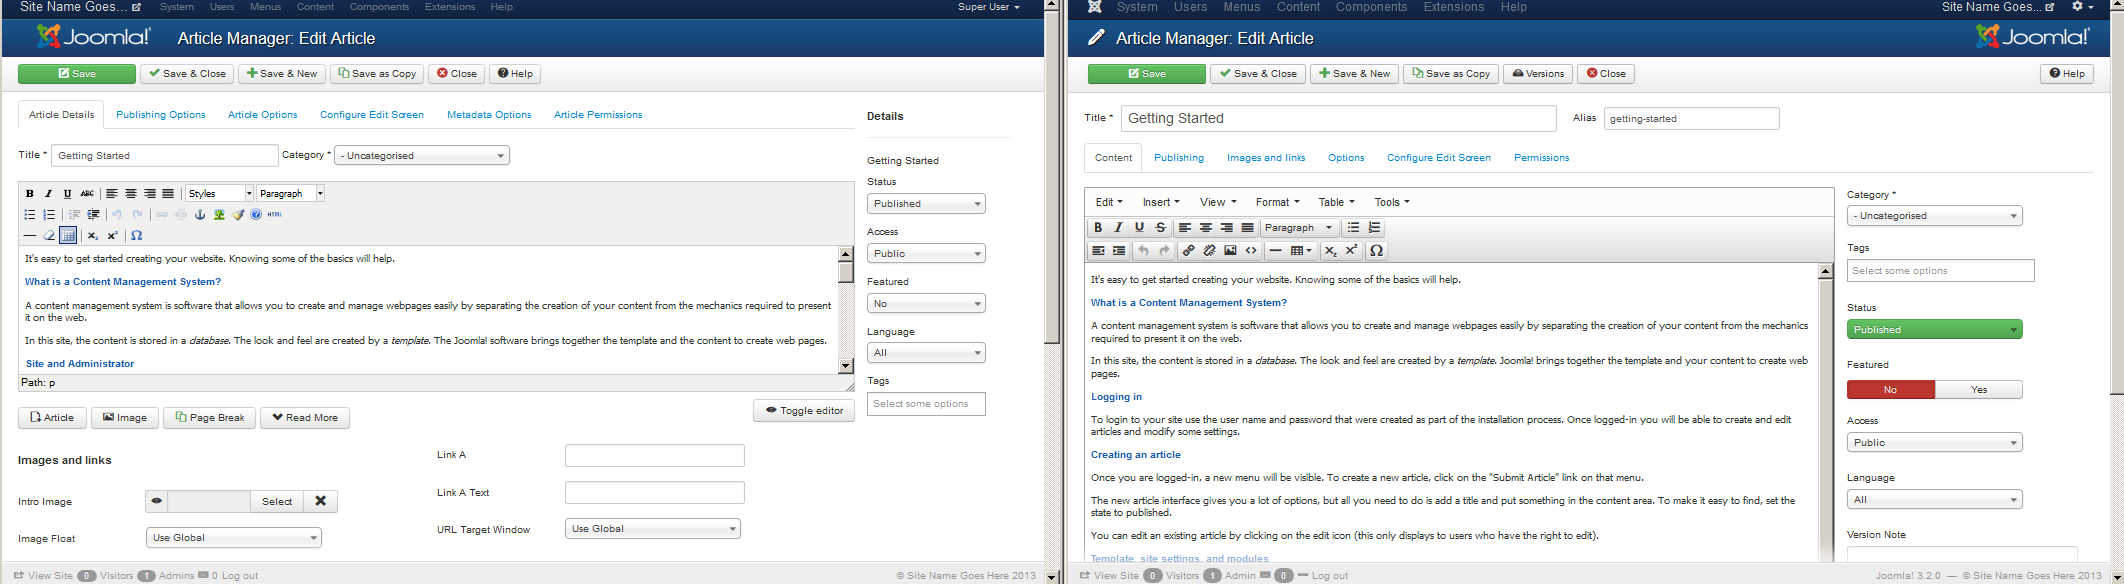 Site Name Goes... System Users Menus Content Components Extensions Help Super User
Joomla! Article Manager: Edit Article
Save Save & Close Save & New Save as Copy Close Help
Article Details Publishing Options Article Options Configure Edit Screen Metadata Options Article Permissions
Title * Getting Started Category * - Uncategorised
B I U ABC Styles Paragraph
HTML
It's easy to get started creating your website. Knowing some of the basics will help.
What is a Content Management System?
A content management system is software that allows you to create and manage webpages easily by separating the creation of your content from the mechanics required to present
it on the web.
In this site, the content is stored in a database. The look and feel are created by a template. The Joomla! software brings together the template and the content to create web pages.
Site and Administrator
Path: p
Article Image Page Break Read More Toggle editor
Images and links
Intro Image Select
Image Float Use Global
Link A
Link A Text
URL Target Window Use Global
Details
Getting Started
Status
Published
Access
Public
Featured
No
Language
All
Tags
Select some options
View Site 0 Visitors 1 Admins 0 Log out © Site Name Goes Here 2013
System Users Menus Content Components Extensions Help Site Name Goes...
Article Manager: Edit Article Joomla!
Save Save & Close Save & New Save as Copy Versions Close Help
Title * Getting Started Alias getting-started
Content Publishing Images and links Options Configure Edit Screen Permissions
Edit Insert View Format Table Tools
B I U S Paragraph
It's easy to get started creating your website. Knowing some of the basics will help.
What is a Content Management System?
A content management system is software that allows you to create and manage webpages easily by separating the creation of your content from the mechanics
required to present it on the web.
In this site, the content is stored in a database. The look and feel are created by a template. Joomla! brings together the template and your content to create web
pages.
Logging in
To login to your site use the user name and password that were created as part of the installation process. Once logged-in you will be able to create and edit
articles and modify some settings.
Creating an article
Once you are logged-in, a new menu will be visible. To create a new article, click on the "Submit Article" link on that menu.
The new article interface gives you a lot of options, but all you need to do is add a title and put something in the content area. To make it easy to find, set the
state to published.
You can edit an existing article by clicking on the edit icon (this only displays to users who have the right to edit).
Template, site settings, and modules
Category *
- Uncategorised
Tags
Select some options
Status
Published
Featured
No Yes
Access
Public
Language
All
Version Note
View Site 0 Visitors 1 Admin 0 Log out Joomla! 3.2.0 — © Site Name Goes Here 2013